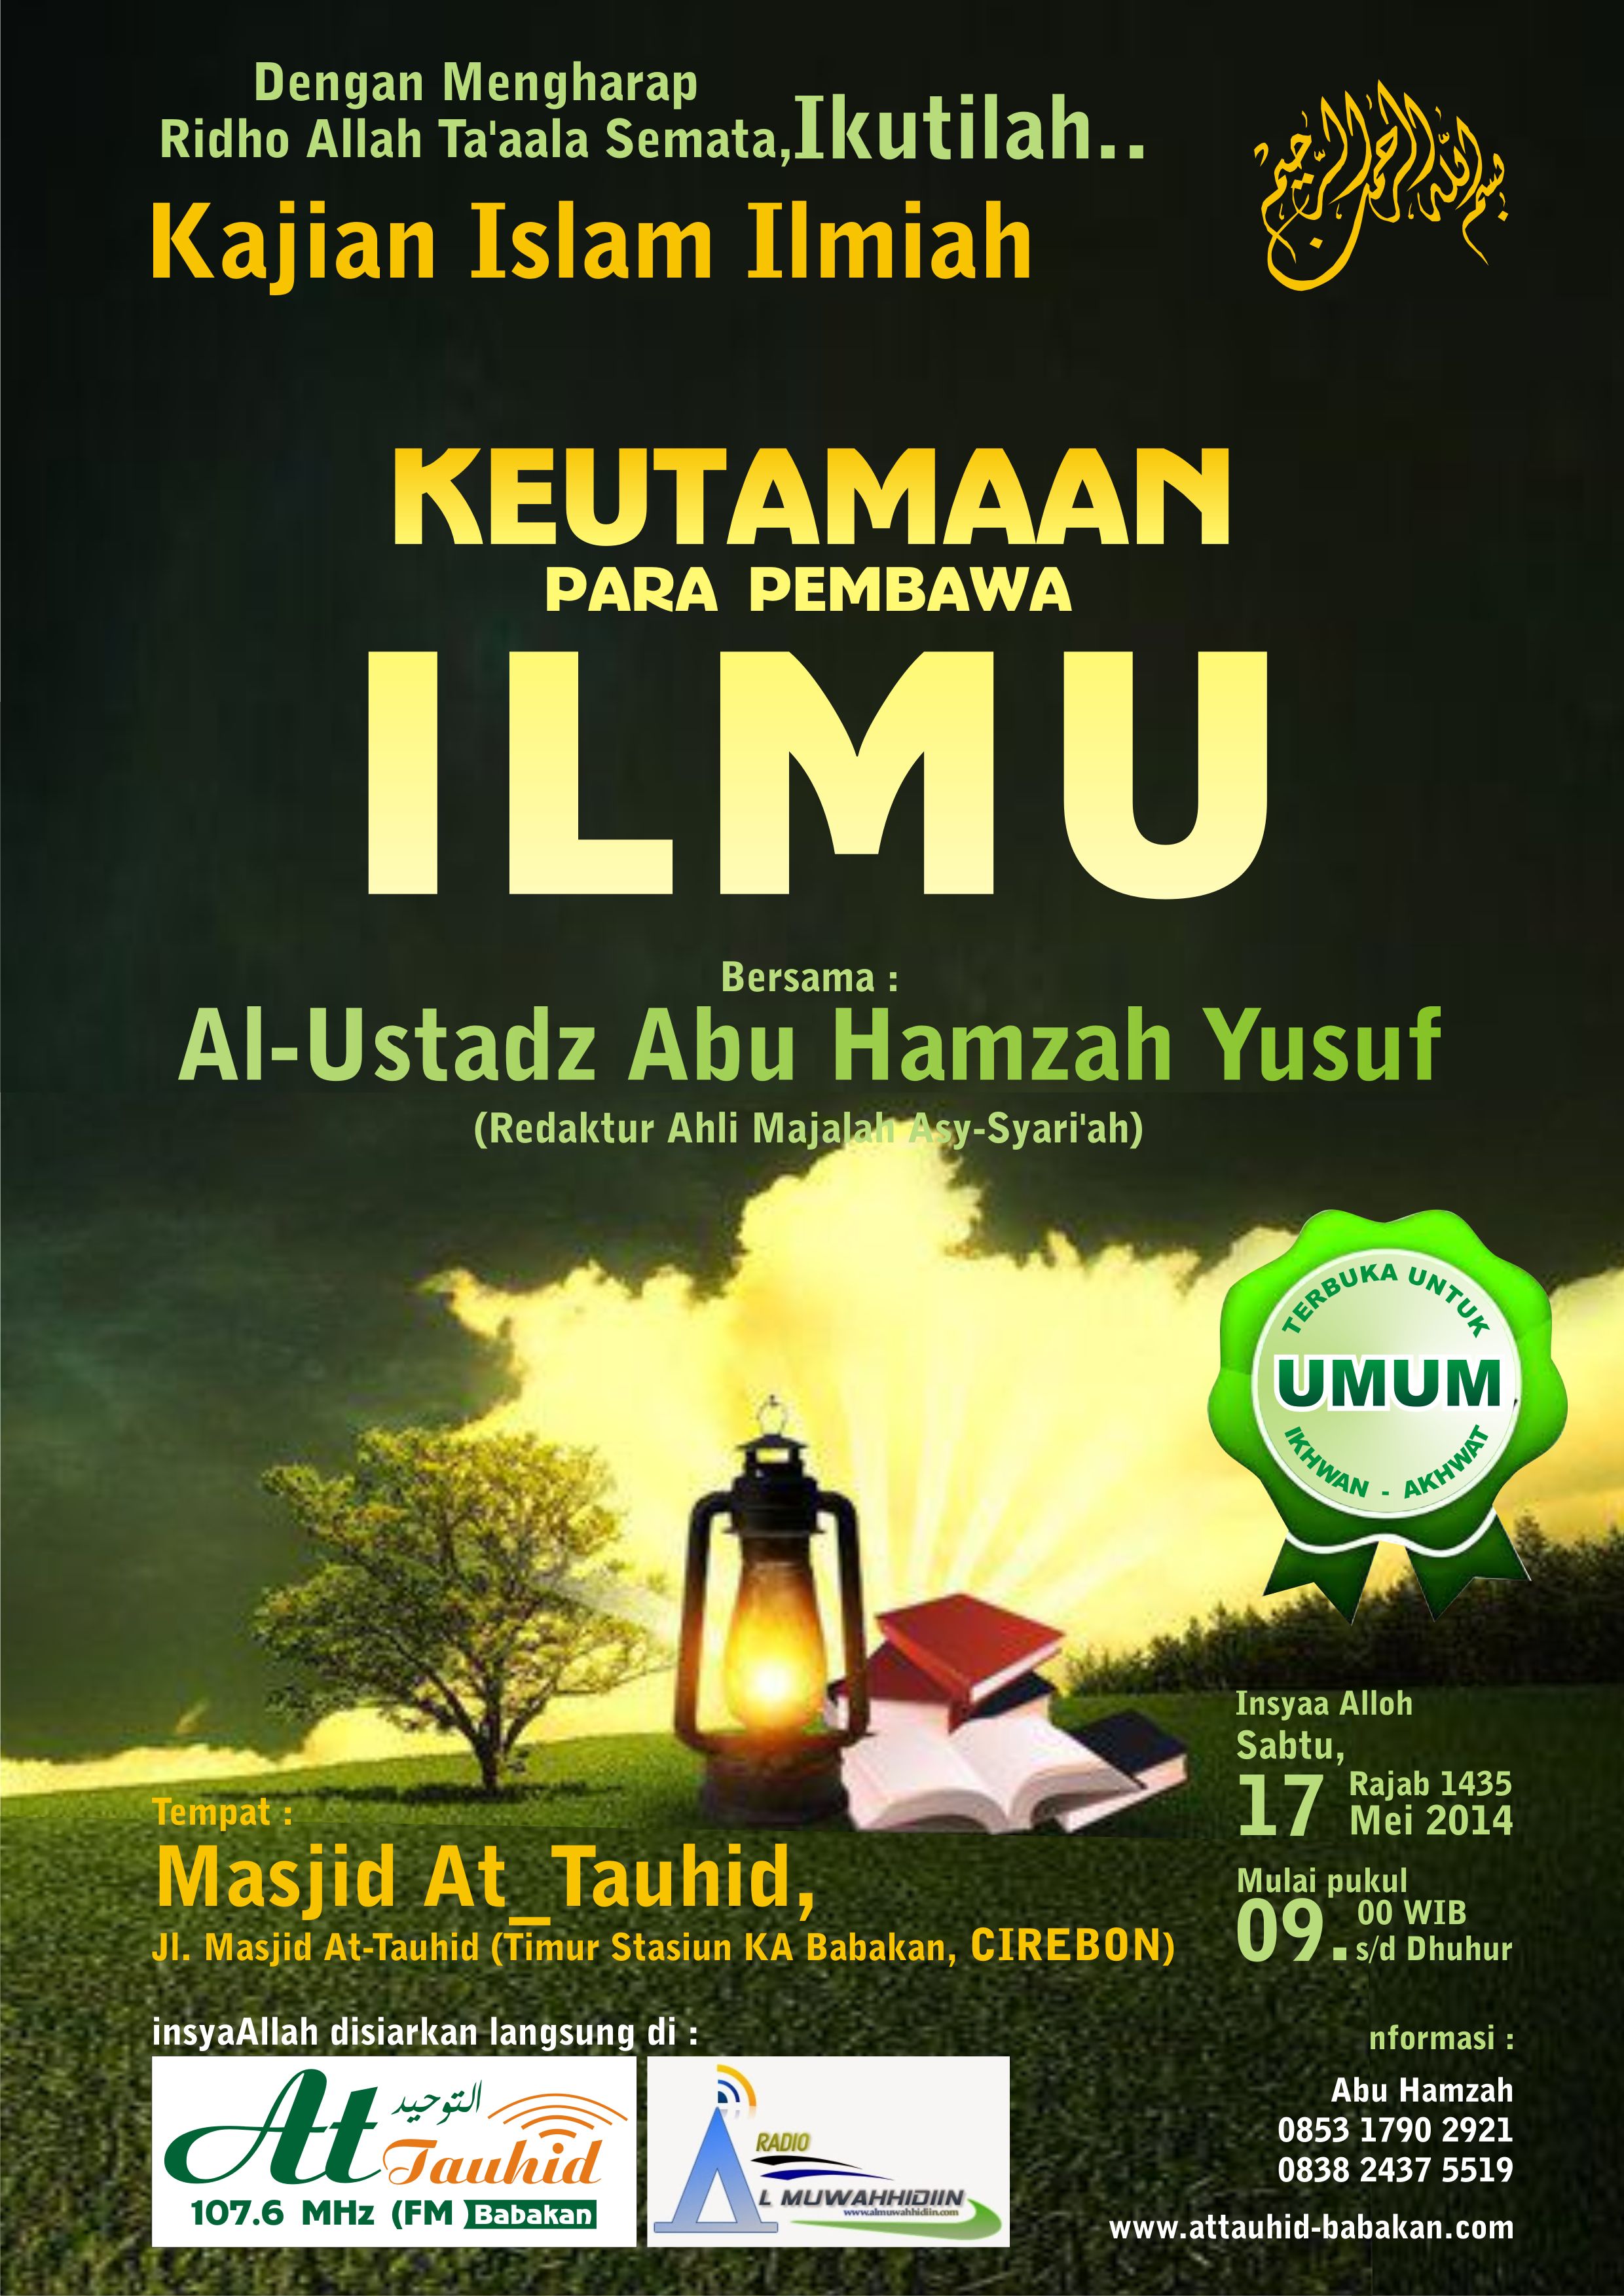 Dengan Mengharap
Ridho Allah Ta'aala Semata, Ikutilah..
بسم الله الرحمن الرحيم
Kajian Islam Ilmiah
KEUTAMAAN
PARA PEMBAWA
ILMU
Bersama :
Al-Ustadz Abu Hamzah Yusuf
(Redaktur Ahli Majalah Asy-Syari'ah)
TERBUKA UNTUK
UMUM
IKHWAN - AKHWAT
Insyaa Alloh
Sabtu,
17 Rajab 1435
Mei 2014
Mulai pukul
09. 00 WIB
s/d Dhuhur
Tempat :
Masjid At_Tauhid,
Jl. Masjid At-Tauhid (Timur Stasiun KA Babakan, CIREBON)
insyaAllah disiarkan langsung di :
At Tauhid
التوحيد
107.6 MHz (FM) Babakan
RADIO
AL MUWAHHIDIIN
www.almuwahhidiin.com
nformasi :
Abu Hamzah
0853 1790 2921
0838 2437 5519
www.attauhid-babakan.com